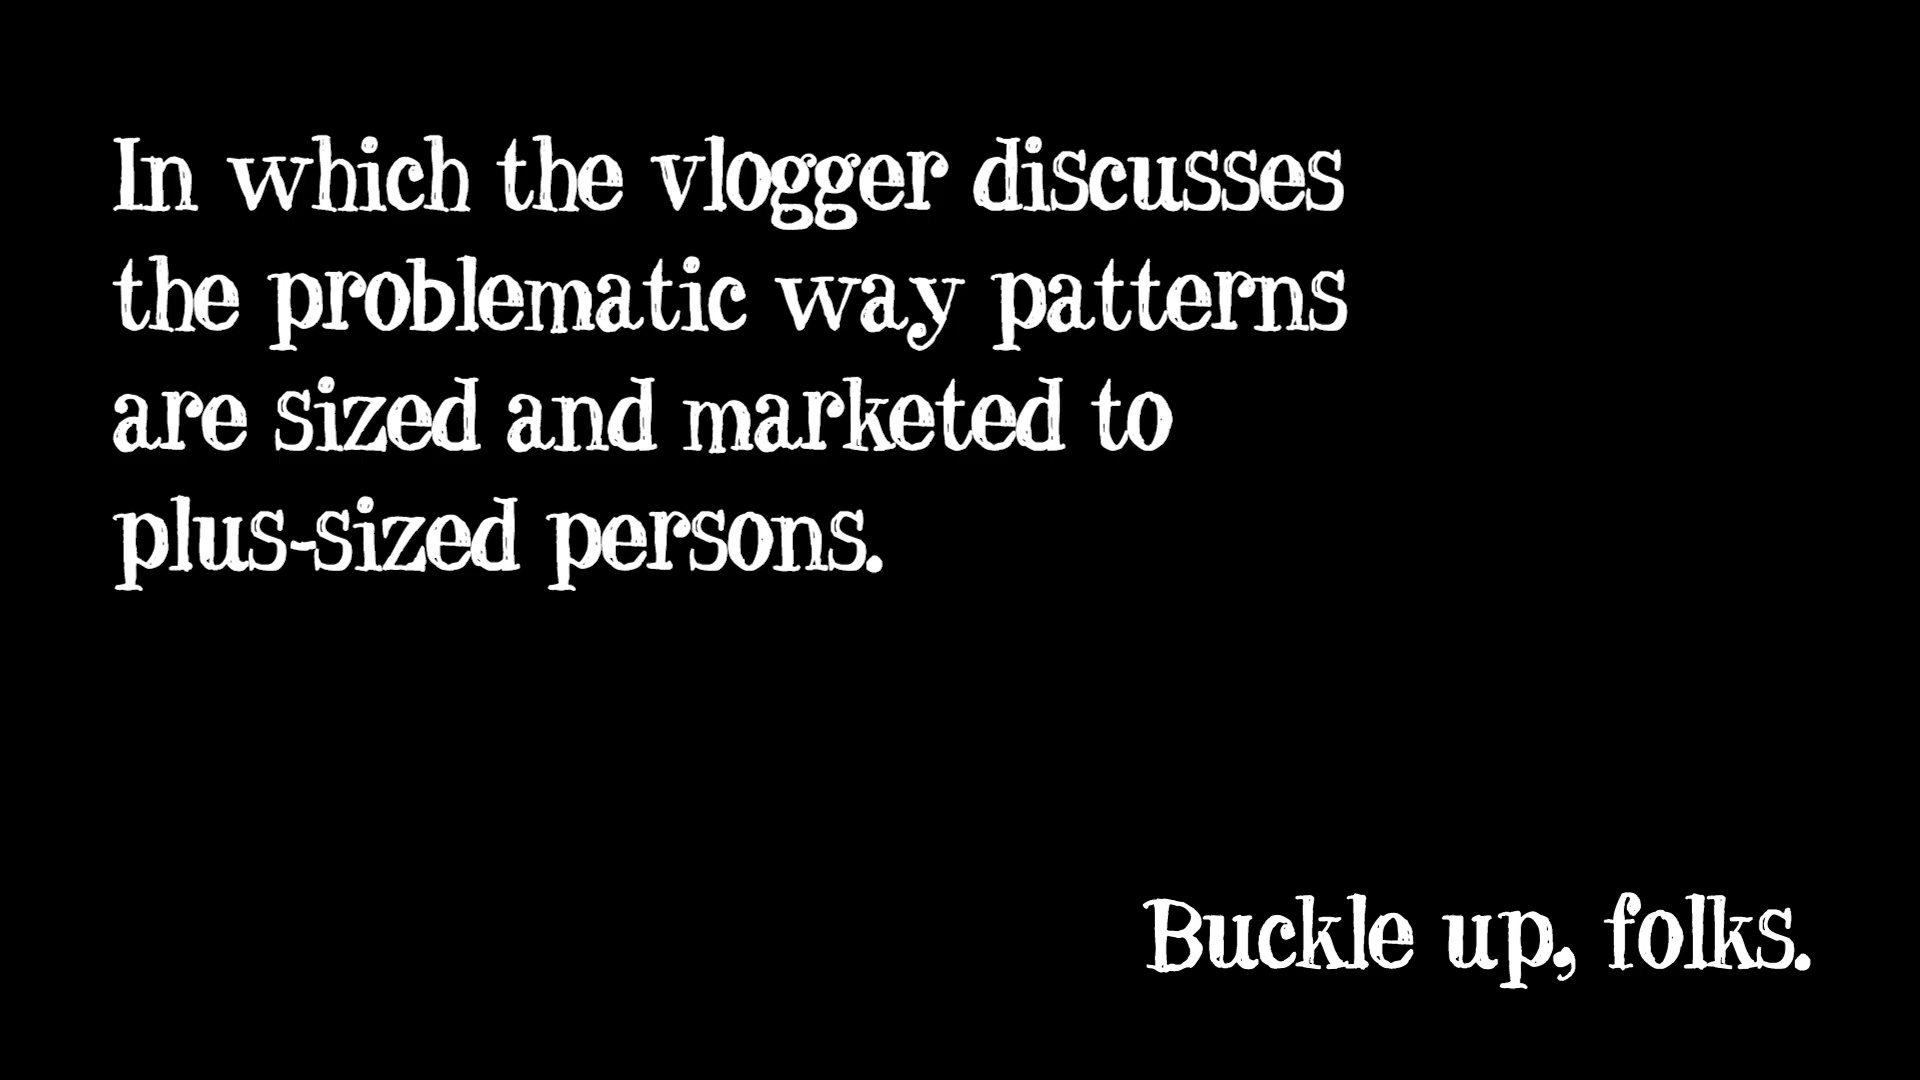 In which the vlogger discusses
the problematic way patterns
are sized and marketed to
plus-sized persons.
Buckle up, folks.